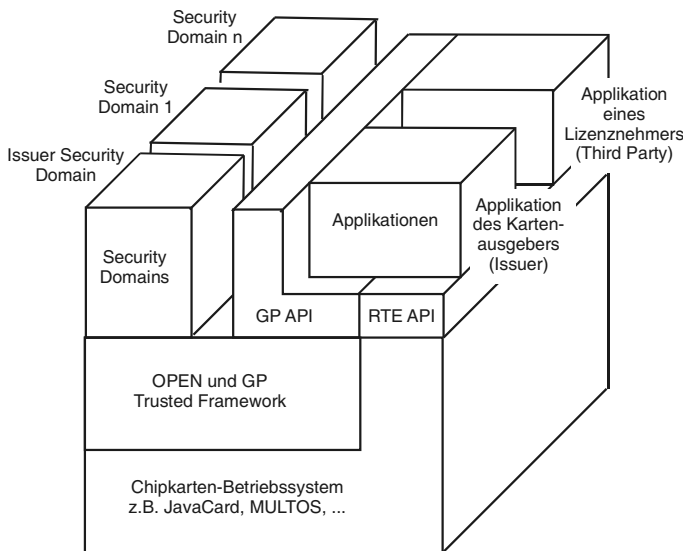 Security
Domain n
Security
Domain 1
Issuer Security
Domain
Applikation
eines
Lizenznehmers
(Third Party)
Applikation
des Karten-
ausgebers
(Issuer)
Applikationen
Security
Domains
GP API
RTE API
OPEN und GP
Trusted Framework
Chipkarten-Betriebssystem
z.B. JavaCard, MULTOS, ...